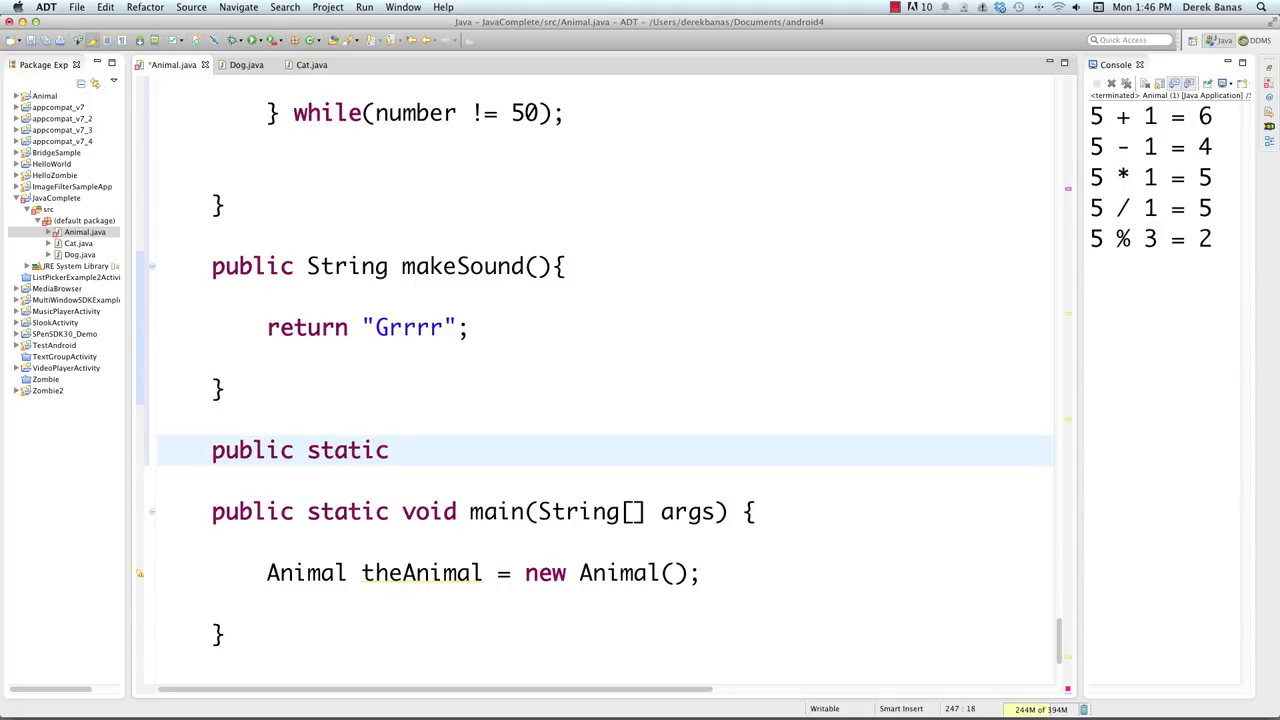 ADT File Edit Refactor Source Navigate Search Project Run Window Help
10 Mon 1:46 PM Derek Banas
Java - JavaComplete/src/Animal.java - ADT - /Users/derekbanas/Documents/android4
Quick Access Java DDMS
Package Exp
Animal
appcompat_v7
appcompat_v7_2
appcompat_v7_3
appcompat_v7_4
BridgeSample
HelloWorld
HelloZombie
ImageFilterSampleApp
JavaComplete
src
(default package)
Animal.java
Cat.java
Dog.java
JRE System Library [Ja
ListPickerExample2Activi
MediaBrowser
MultiWindowSDKExample
MusicPlayerActivity
SlookActivity
SPenSDK30_Demo
TestAndroid
TextGroupActivity
VideoPlayerActivity
Zombie
Zombie2
*Animal.java Dog.java Cat.java
} while(number != 50);
}
public String makeSound(){
return "Grrrr";
}
public static
public static void main(String[] args) {
Animal theAnimal = new Animal();
}
Console
<terminated> Animal (1) [Java Application] /S
5 + 1 = 6
5 - 1 = 4
5 * 1 = 5
5 / 1 = 5
5 % 3 = 2
Writable Smart Insert 247 : 18 244M of 394M